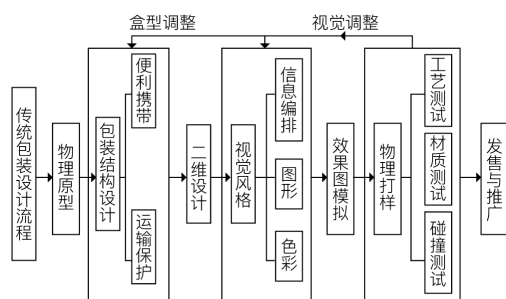 盒型调整
视觉调整
传统包装设计流程
物理原型
包装结构设计
便利携带
运输保护
二维设计
视觉风格
信息编排
图形
色彩
效果图模拟
物理打样
工艺测试
材质测试
碰撞测试
发售与推广